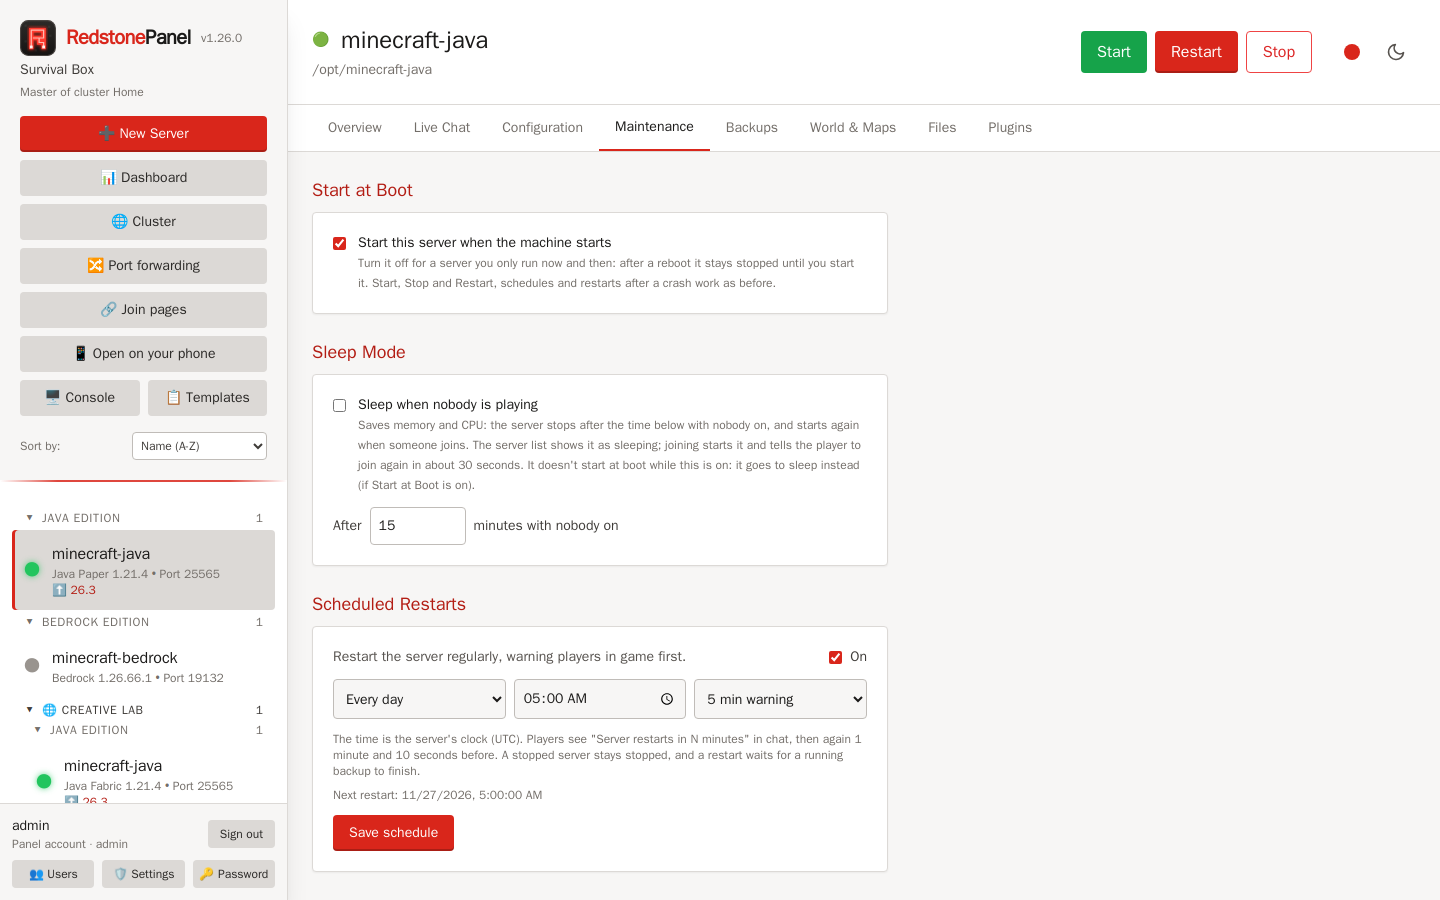 RedstonePanel v1.26.0
Survival Box
Master of cluster Home
➕ New Server
📊 Dashboard
🌐 Cluster
🔀 Port forwarding
🔗 Join pages
📱 Open on your phone
🖥️ Console
📋 Templates
Sort by:
Name (A-Z)
JAVA EDITION 1
minecraft-java
Java Paper 1.21.4 • Port 25565
⬆️ 26.3
BEDROCK EDITION 1
minecraft-bedrock
Bedrock 1.26.66.1 • Port 19132
🌐 CREATIVE LAB 1
JAVA EDITION 1
minecraft-java
Java Fabric 1.21.4 • Port 25565
⬆️ 26.3
admin
Panel account · admin
Sign out
👥 Users
🛡️ Settings
🔑 Password
minecraft-java
/opt/minecraft-java
Start
Restart
Stop
Overview
Live Chat
Configuration
Maintenance
Backups
World & Maps
Files
Plugins
Start at Boot
Start this server when the machine starts
Turn it off for a server you only run now and then: after a reboot it stays stopped until you start
it. Start, Stop and Restart, schedules and restarts after a crash work as before.
Sleep Mode
Sleep when nobody is playing
Saves memory and CPU: the server stops after the time below with nobody on, and starts again
when someone joins. The server list shows it as sleeping; joining starts it and tells the player to
join again in about 30 seconds. It doesn't start at boot while this is on: it goes to sleep instead
(if Start at Boot is on).
After 15 minutes with nobody on
Scheduled Restarts
Restart the server regularly, warning players in game first.
On
Every day
05:00 AM
5 min warning
The time is the server's clock (UTC). Players see "Server restarts in N minutes" in chat, then again 1
minute and 10 seconds before. A stopped server stays stopped, and a restart waits for a running
backup to finish.
Next restart: 11/27/2026, 5:00:00 AM
Save schedule